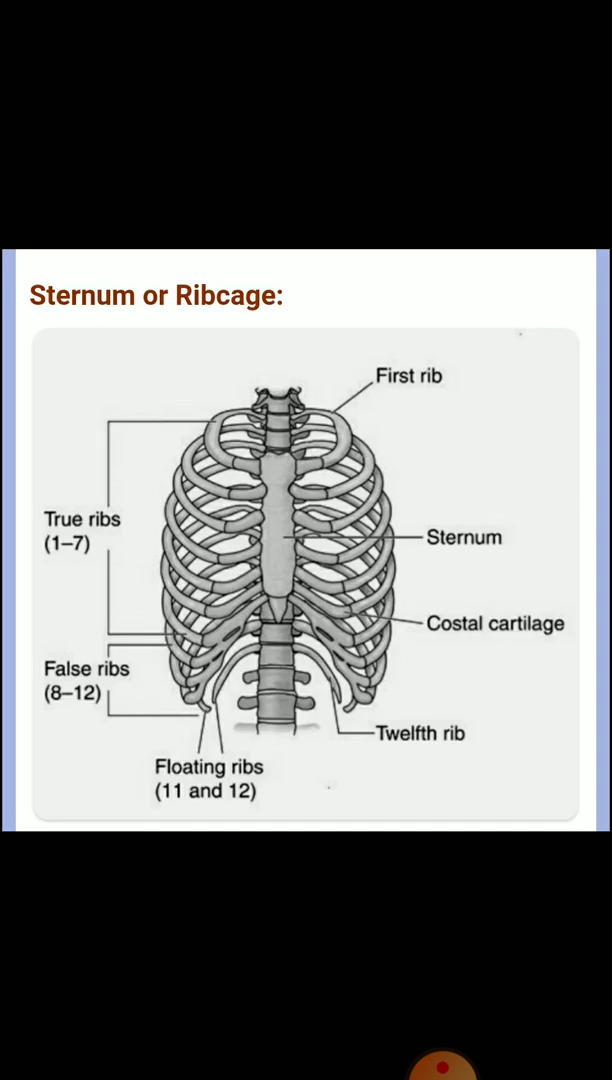 Sternum or Ribcage:
First rib
True ribs
(1–7)
Sternum
Costal cartilage
False ribs
(8–12)
Twelfth rib
Floating ribs
(11 and 12)